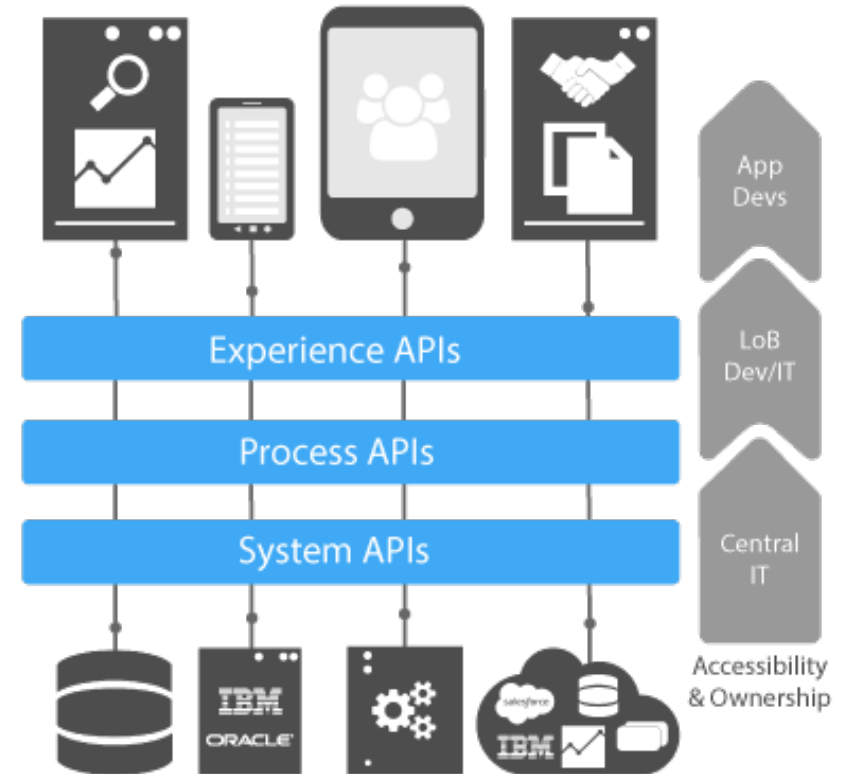 App
Devs
Experience APIs
LoB
Dev/IT
Process APIs
System APIs
Central
IT
Accessibility
& Ownership
IBM
ORACLE
salesforce
IBM